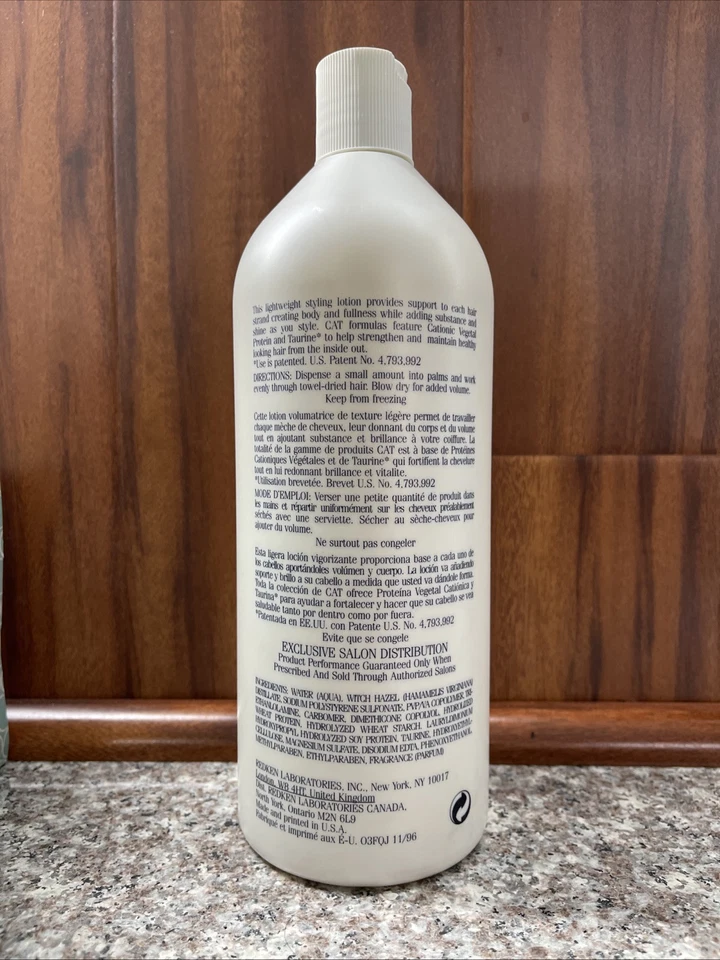 This lightweight styling lotion provides support to each hair
strand creating body and fullness while adding substance and
shine as you style. CAT formulas feature Cationic Vegetal
Protein and Taurine* to help strengthen and maintain healthy
looking hair from the inside out.
*Use is patented. U.S. Patent No. 4,793,992
DIRECTIONS: Dispense a small amount into palms and work
evenly through towel-dried hair. Blow dry for added volume.
Keep from freezing
Cette lotion volumatrice de texture légère permet de travailler
chaque mèche de cheveux, leur donnant du corps et du volume
tout en ajoutant substance et brillance à votre coiffure. La
totalité de la gamme de produits CAT est à base de Protéines
Cationiques Végétales et de Taurine* qui fortifient la chevelure
tout en lui redonnant brillance et vitalite.
*Utilisation brevetée. Brevet U.S. No. 4,793,992
MODE D'EMPLOI: Verser une petite quantité de produit dans
les mains et répartir uniformément sur les cheveux préalablement
séchés avec une serviette. Sécher au sèche-cheveux pour
ajouter du volume.
Ne surtout pas congeler
Esta ligera loción vigorizante proporciona base a cada uno de
los cabellos aportándoles volúmen y cuerpo. La loción va añadiendo
soporte y brillo a su cabello a medida que usted va dándole forma.
Toda la colección de CAT ofrece Proteína Vegetal Catiónica y
Taurina* para ayudar a fortalecer y hacer que su cabello se vea
saludable tanto por dentro como por fuera.
*Patentada en EE.UU. con Patente U.S. No. 4,793,992
Evite que se congele
EXCLUSIVE SALON DISTRIBUTION
Product Performance Guaranteed Only When
Prescribed And Sold Through Authorized Salons
INGREDIENTS: WATER (AQUA), WITCH HAZEL (HAMAMELIS VIRGINIANA)
DISTILLATE, SODIUM POLYSTYRENE SULFONATE, PVP/VA COPOLYMER, TRI-
ETHANOLAMINE, CARBOMER, DIMETHICONE COPOLYOL, HYDROLYZED
WHEAT PROTEIN, HYDROLYZED WHEAT STARCH, LAURYLDIMONIUM
HYDROXYPROPYL HYDROLYZED SOY PROTEIN, TAURINE, HYDROXYETHYL-
CELLULOSE, MAGNESIUM SULFATE, DISODIUM EDTA, PHENOXYETHANOL,
METHYLPARABEN, ETHYLPARABEN, FRAGRANCE (PARFUM)
REDKEN LABORATORIES, INC., New York, NY 10017
London, W8 4HT, United Kingdom
Dist. REDKEN LABORATORIES CANADA,
North York, Ontario M2N 6L9
Made and printed in U.S.A.
Fabriqué et imprimé aux É-U. 03FQJ 11/96